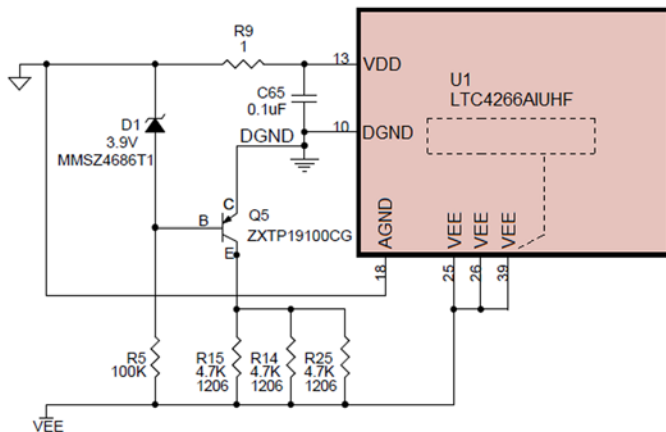 R9
1
13
VDD
U1
LTC4266AIUHF
C65
0.1uF
D1
3.9V
MMSZ4686T1
DGND
10
DGND
C
B
Q5
ZXTP19100CG
E
AGND
VEE
VEE
VEE
18
25
26
39
R5
100K
R15
4.7K
1206
R14
4.7K
1206
R25
4.7K
1206
VEE